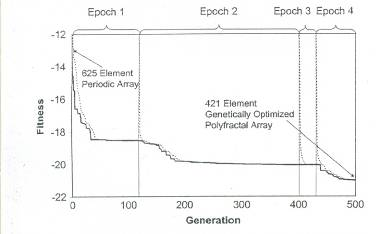 Epoch 1 Epoch 2 Epoch 3 Epoch 4
-12
-14
-16
-18
-20
-22
Fitness
625 Element
Periodic Array
421 Element
Genetically Optimized
Polyfractal Array
0 100 200 300 400 500
Generation